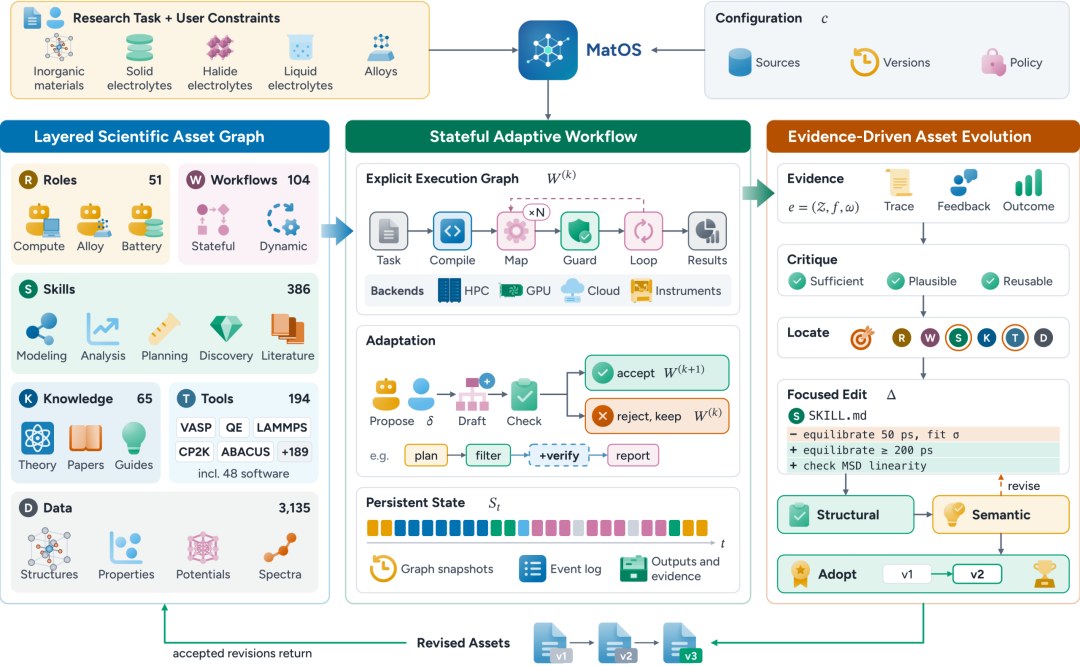 Research Task + User Constraints
Inorganic
materials
Solid
electrolytes
Halide
electrolytes
Liquid
electrolytes
Alloys
MatOS
Configuration c
Sources
Versions
Policy
Layered Scientific Asset Graph
R Roles 51
Compute
Alloy
Battery
W Workflows 104
Stateful
Dynamic
S Skills 386
Modeling
Analysis
Planning
Discovery
Literature
K Knowledge 65
Theory
Papers
Guides
T Tools 194
VASP QE LAMMPS
CP2K ABACUS +189
incl. 48 software
D Data 3,135
Structures
Properties
Potentials
Spectra
Stateful Adaptive Workflow
Explicit Execution Graph W^(k)
×N
Task
Compile
Map
Guard
Loop
Results
Backends HPC GPU Cloud Instruments
Adaptation
Propose δ
Draft
Check
accept W^(k+1)
reject, keep W^(k)
e.g. plan filter +verify report
Persistent State S_t
t
Graph snapshots
Event log
Outputs and
evidence
Evidence-Driven Asset Evolution
Evidence
e = (Z, f, ω)
Trace
Feedback
Outcome
Critique
Sufficient
Plausible
Reusable
Locate R W S K T D
Focused Edit Δ
S SKILL.md
− equilibrate 50 ps, fit σ
+ equilibrate ≥ 200 ps
+ check MSD linearity
revise
Structural
Semantic
Adopt v1 v2
accepted revisions return
Revised Assets
v1
v2
v3